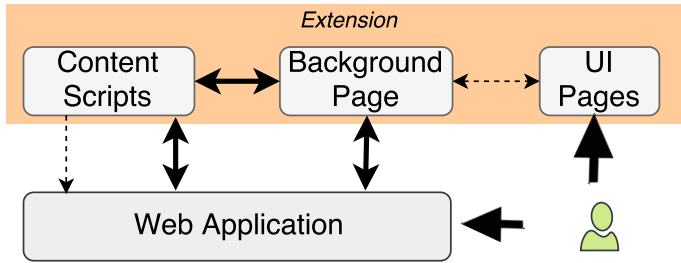 Extension
Content
Scripts
Background
Page
UI
Pages
Web Application